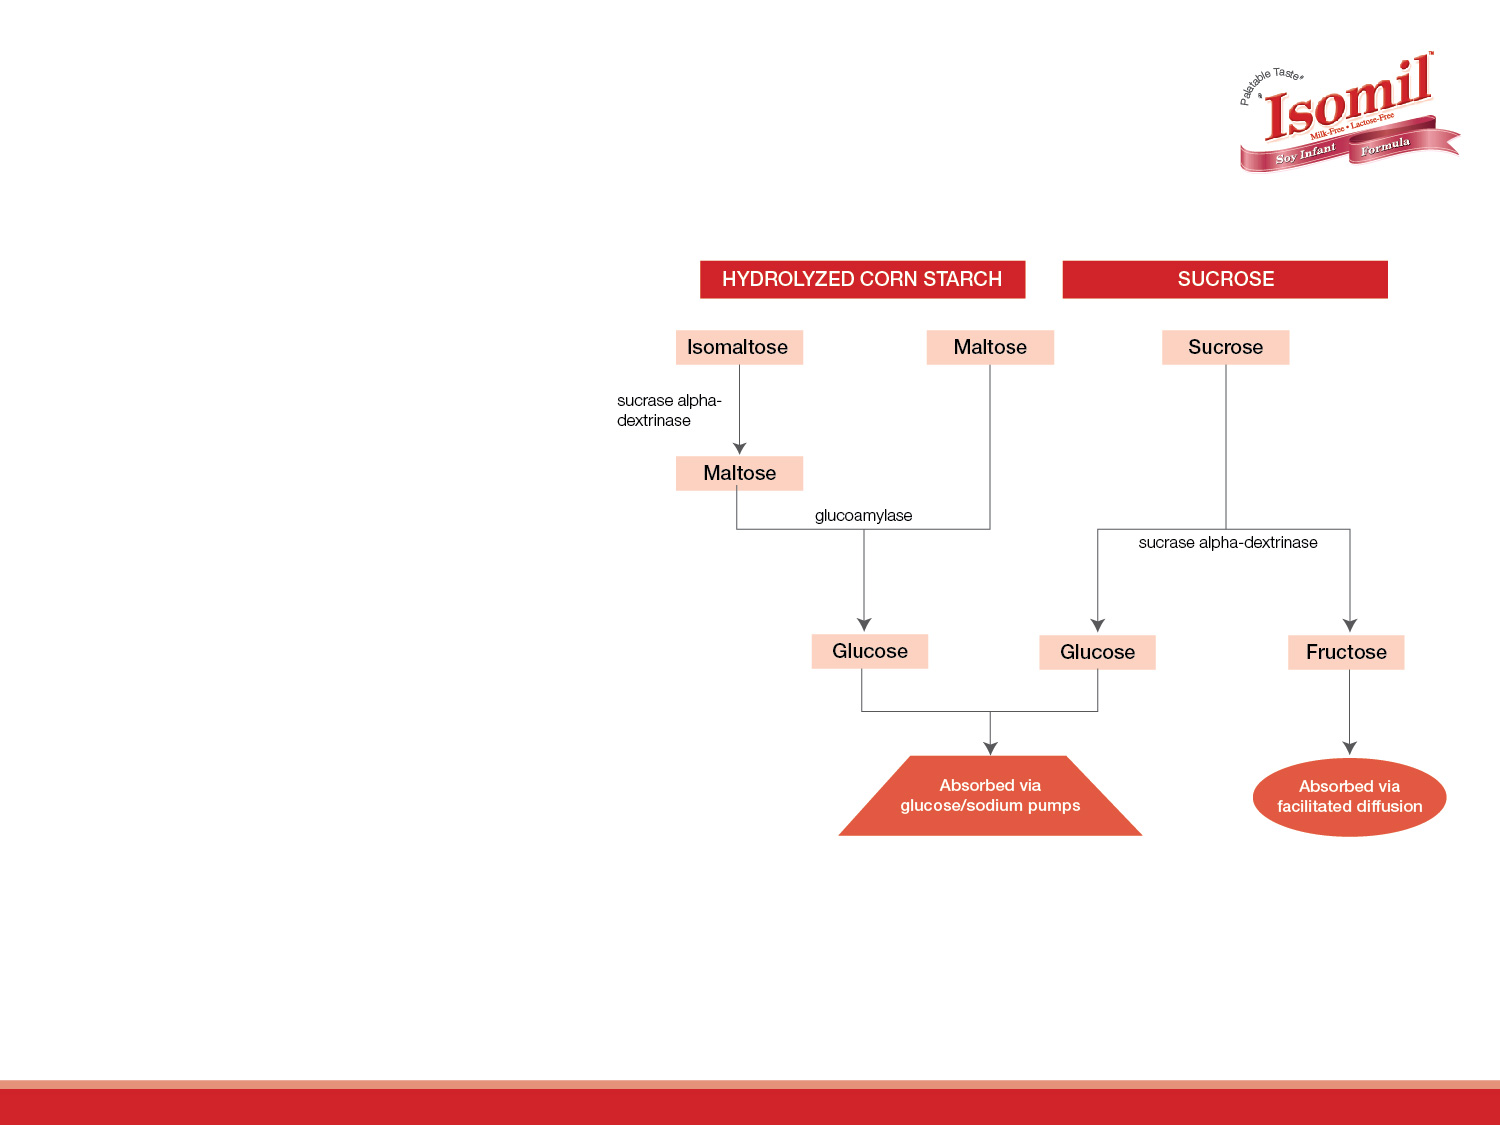 Palatable Taste#
Isomil™
Milk-Free • Lactose-Free
Soy Infant Formula
HYDROLYZED CORN STARCH
SUCROSE
Isomaltose
Maltose
Sucrose
sucrase alpha-
dextrinase
Maltose
glucoamylase
sucrase alpha-dextrinase
Glucose
Glucose
Fructose
Absorbed via
glucose/sodium pumps
Absorbed via
facilitated diffusion